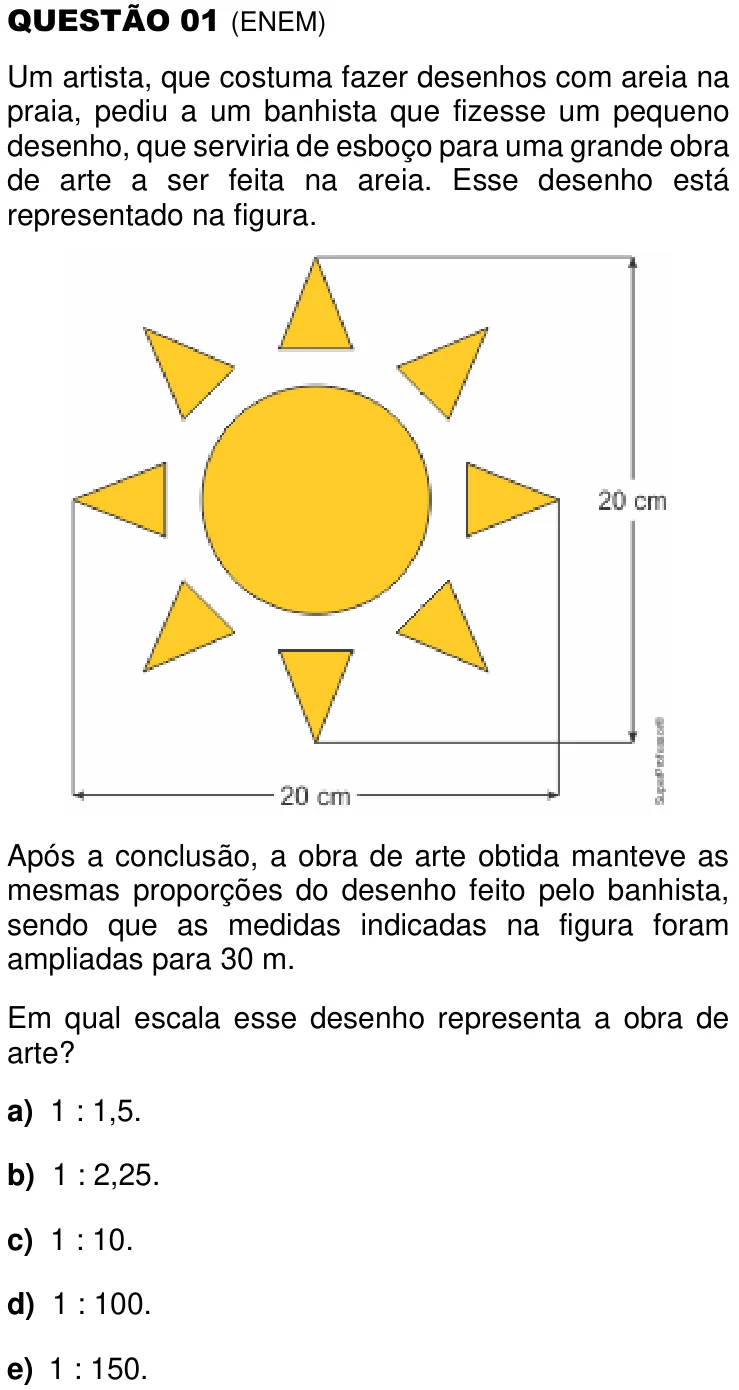 QUESTÃO 01 (ENEM)
Um artista, que costuma fazer desenhos com areia na
praia, pediu a um banhista que fizesse um pequeno
desenho, que serviria de esboço para uma grande obra
de arte a ser feita na areia. Esse desenho está
representado na figura.
20 cm
20 cm
SuperProfessor®
Após a conclusão, a obra de arte obtida manteve as
mesmas proporções do desenho feito pelo banhista,
sendo que as medidas indicadas na figura foram
ampliadas para 30 m.
Em qual escala esse desenho representa a obra de
arte?
a) 1 : 1,5.
b) 1 : 2,25.
c) 1 : 10.
d) 1 : 100.
e) 1 : 150.